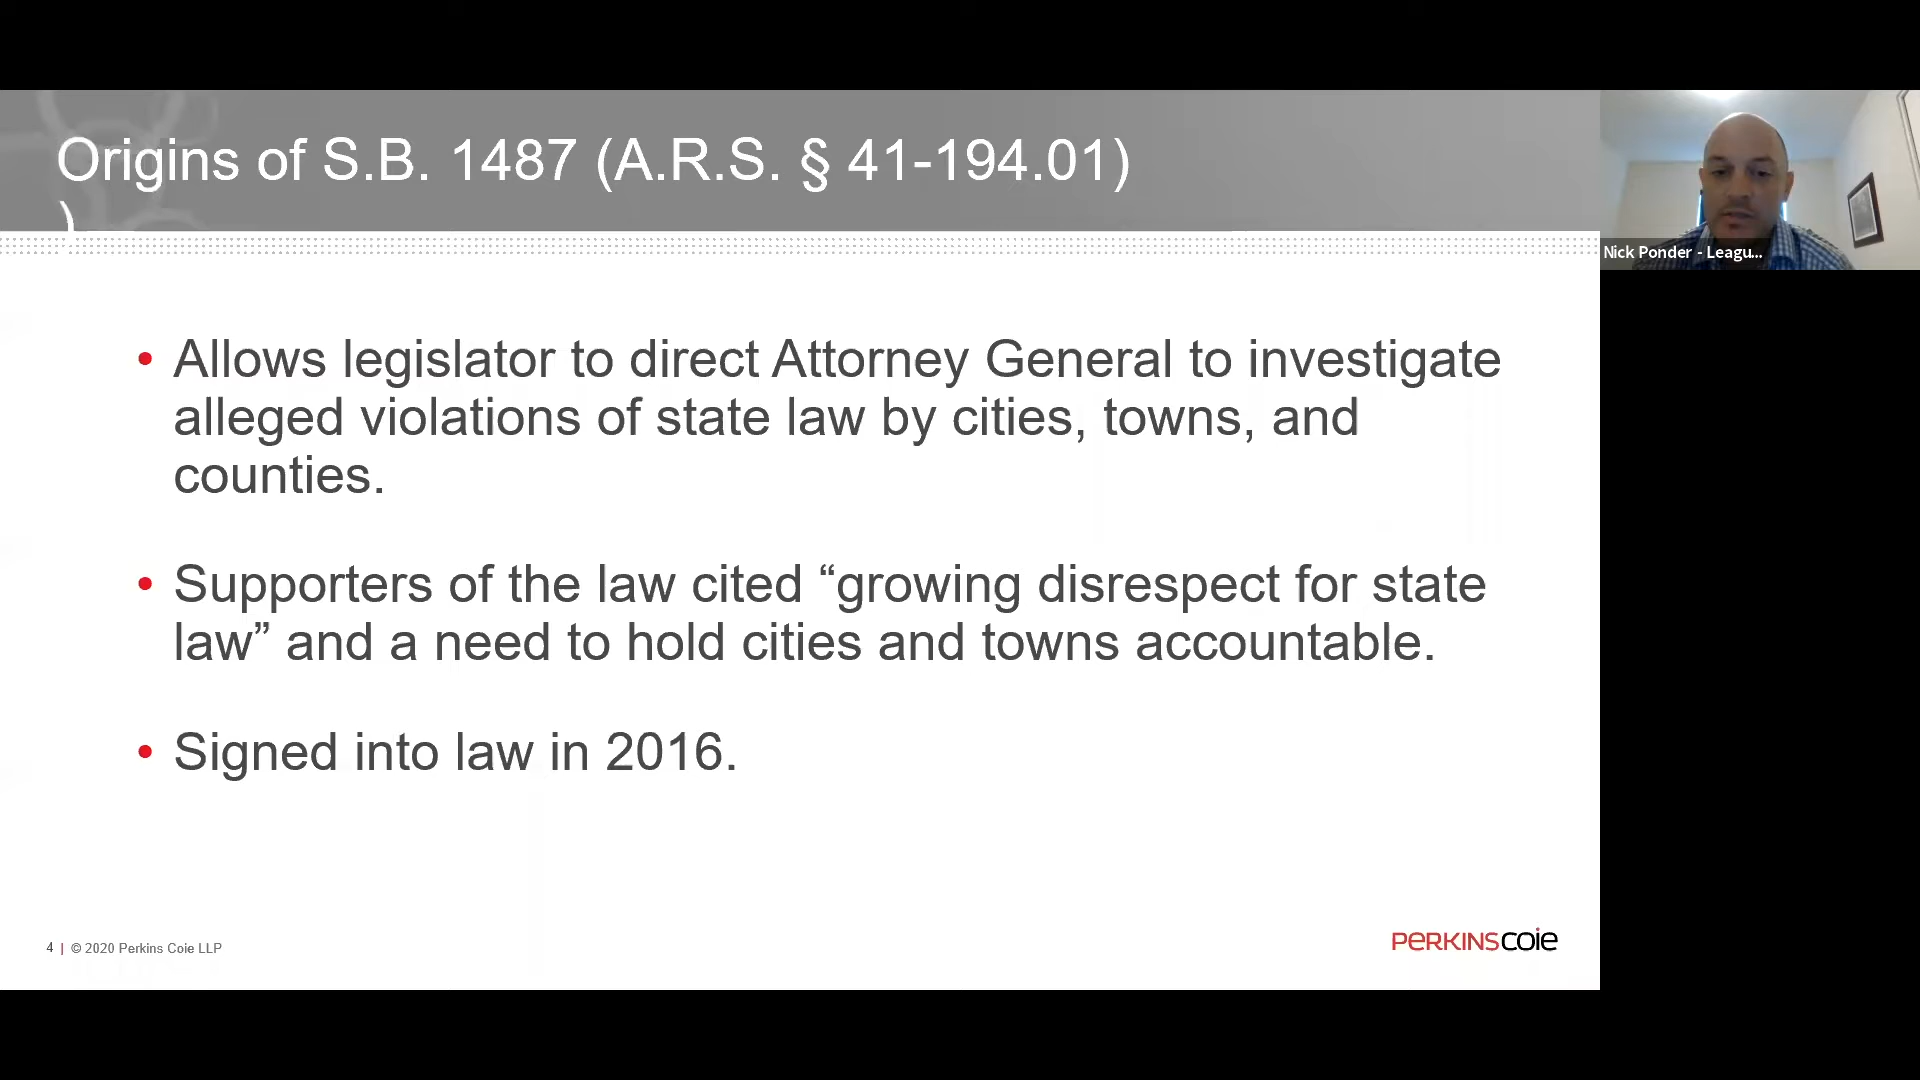 Origins of S.B. 1487 (A.R.S. § 41-194.01)
)
Nick Ponder - Leagu...
• Allows legislator to direct Attorney General to investigate
alleged violations of state law by cities, towns, and
counties.
• Supporters of the law cited “growing disrespect for state
law” and a need to hold cities and towns accountable.
• Signed into law in 2016.
4 | © 2020 Perkins Coie LLP
PERKINSCOIE